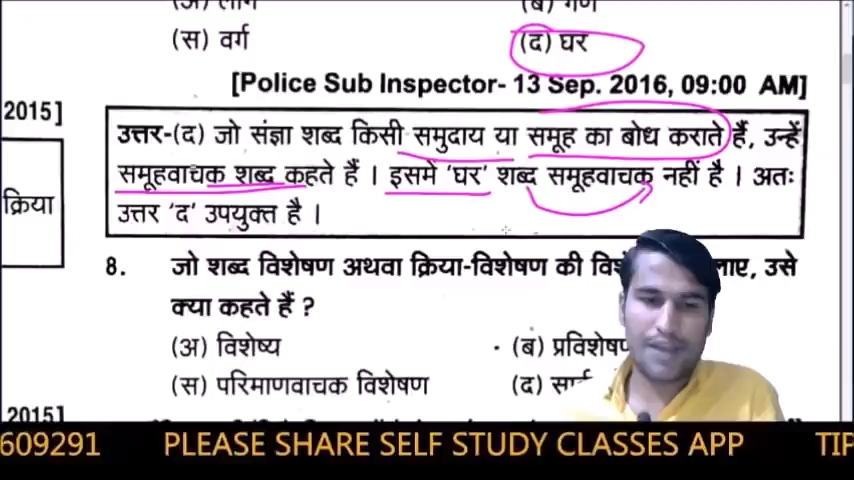 (स) वर्ग
(द) घर
[Police Sub Inspector- 13 Sep. 2016, 09:00 AM]
2015]
उत्तर-(द) जो संज्ञा शब्द किसी समुदाय या समूह का बोध कराते हैं, उन्हें
समूहवाचक शब्द कहते हैं । इसमें 'घर' शब्द समूहवाचक नहीं है । अतः
उत्तर 'द' उपयुक्त है ।
क्रिया
8. जो शब्द विशेषण अथवा क्रिया-विशेषण की लाए, उसे
क्या कहते हैं ?
(अ) विशेष्य
(ब) प्रविशेषण
(स) परिमाणवाचक विशेषण
(द)
2015]
609291 PLEASE SHARE SELF STUDY CLASSES APP TIP